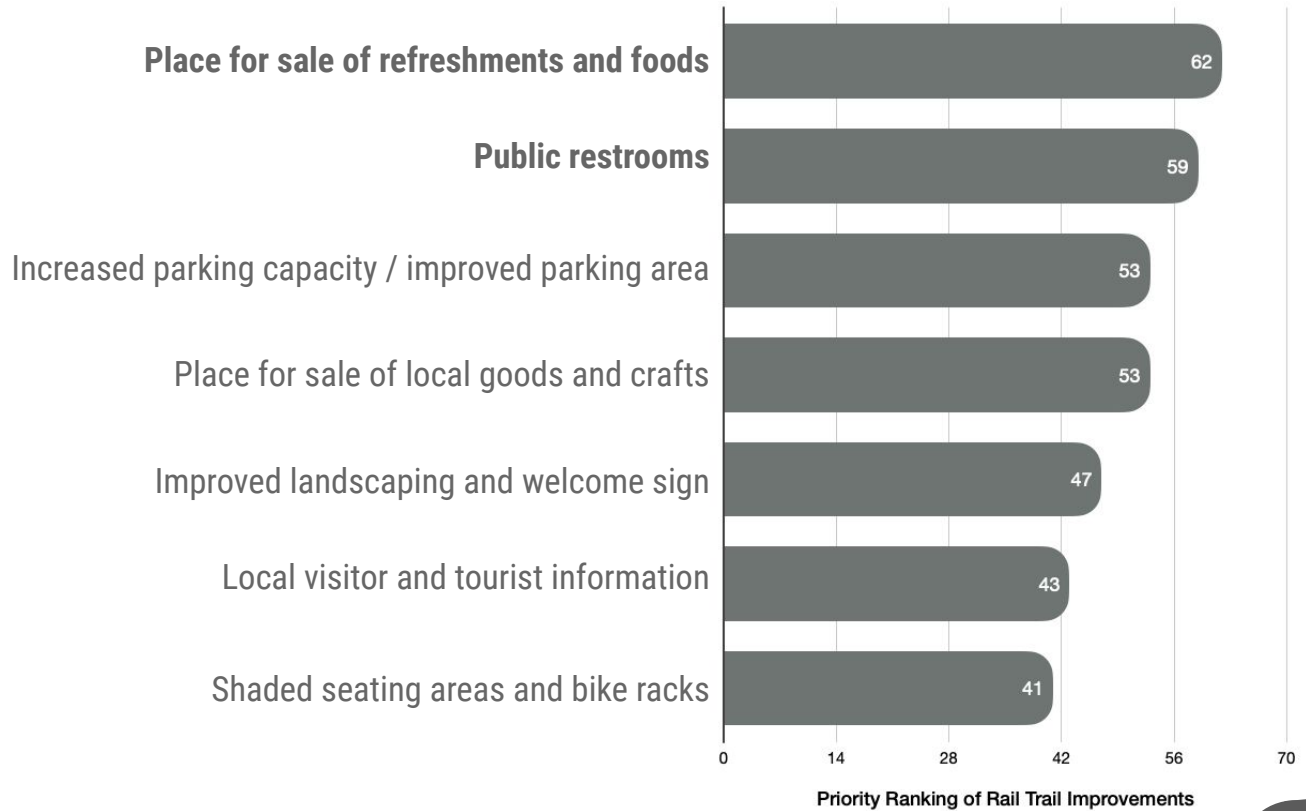 Place for sale of refreshments and foods
62
Public restrooms
59
Increased parking capacity / improved parking area
53
Place for sale of local goods and crafts
53
Improved landscaping and welcome sign
47
Local visitor and tourist information
43
Shaded seating areas and bike racks
41
0 14 28 42 56 70
Priority Ranking of Rail Trail Improvements